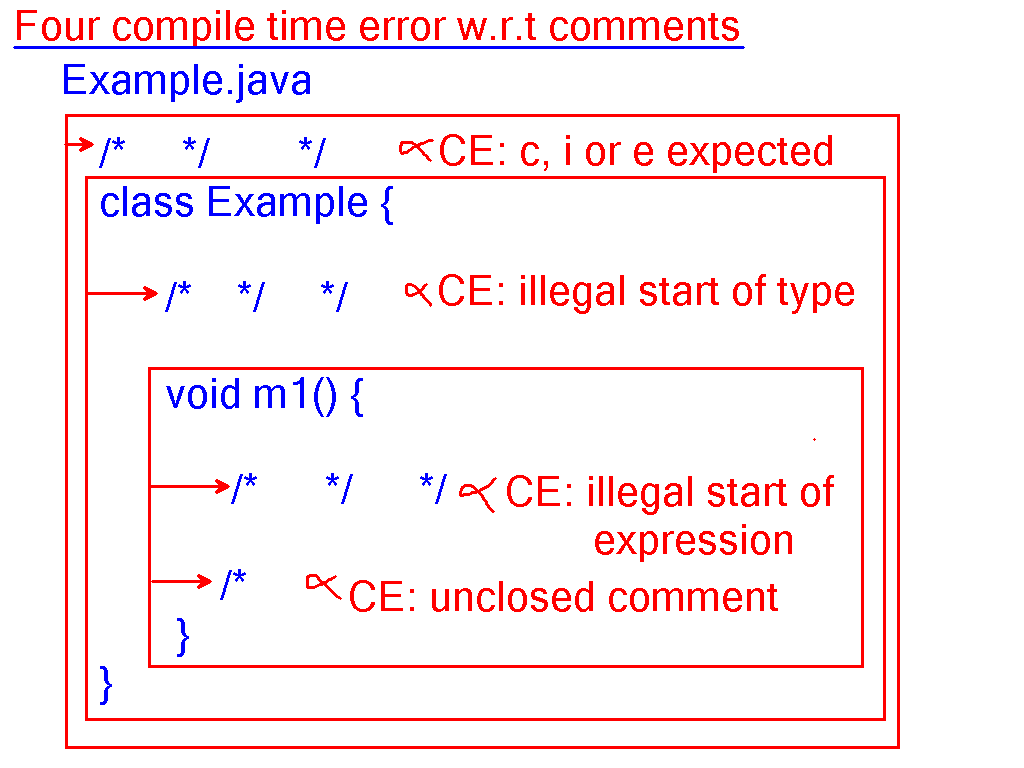 Four compile time error w.r.t comments
Example.java
/* */ */ CE: c, i or e expected
class Example {
/* */ */ CE: illegal start of type
void m1() {
/* */ */ CE: illegal start of
expression
/* CE: unclosed comment
}
}